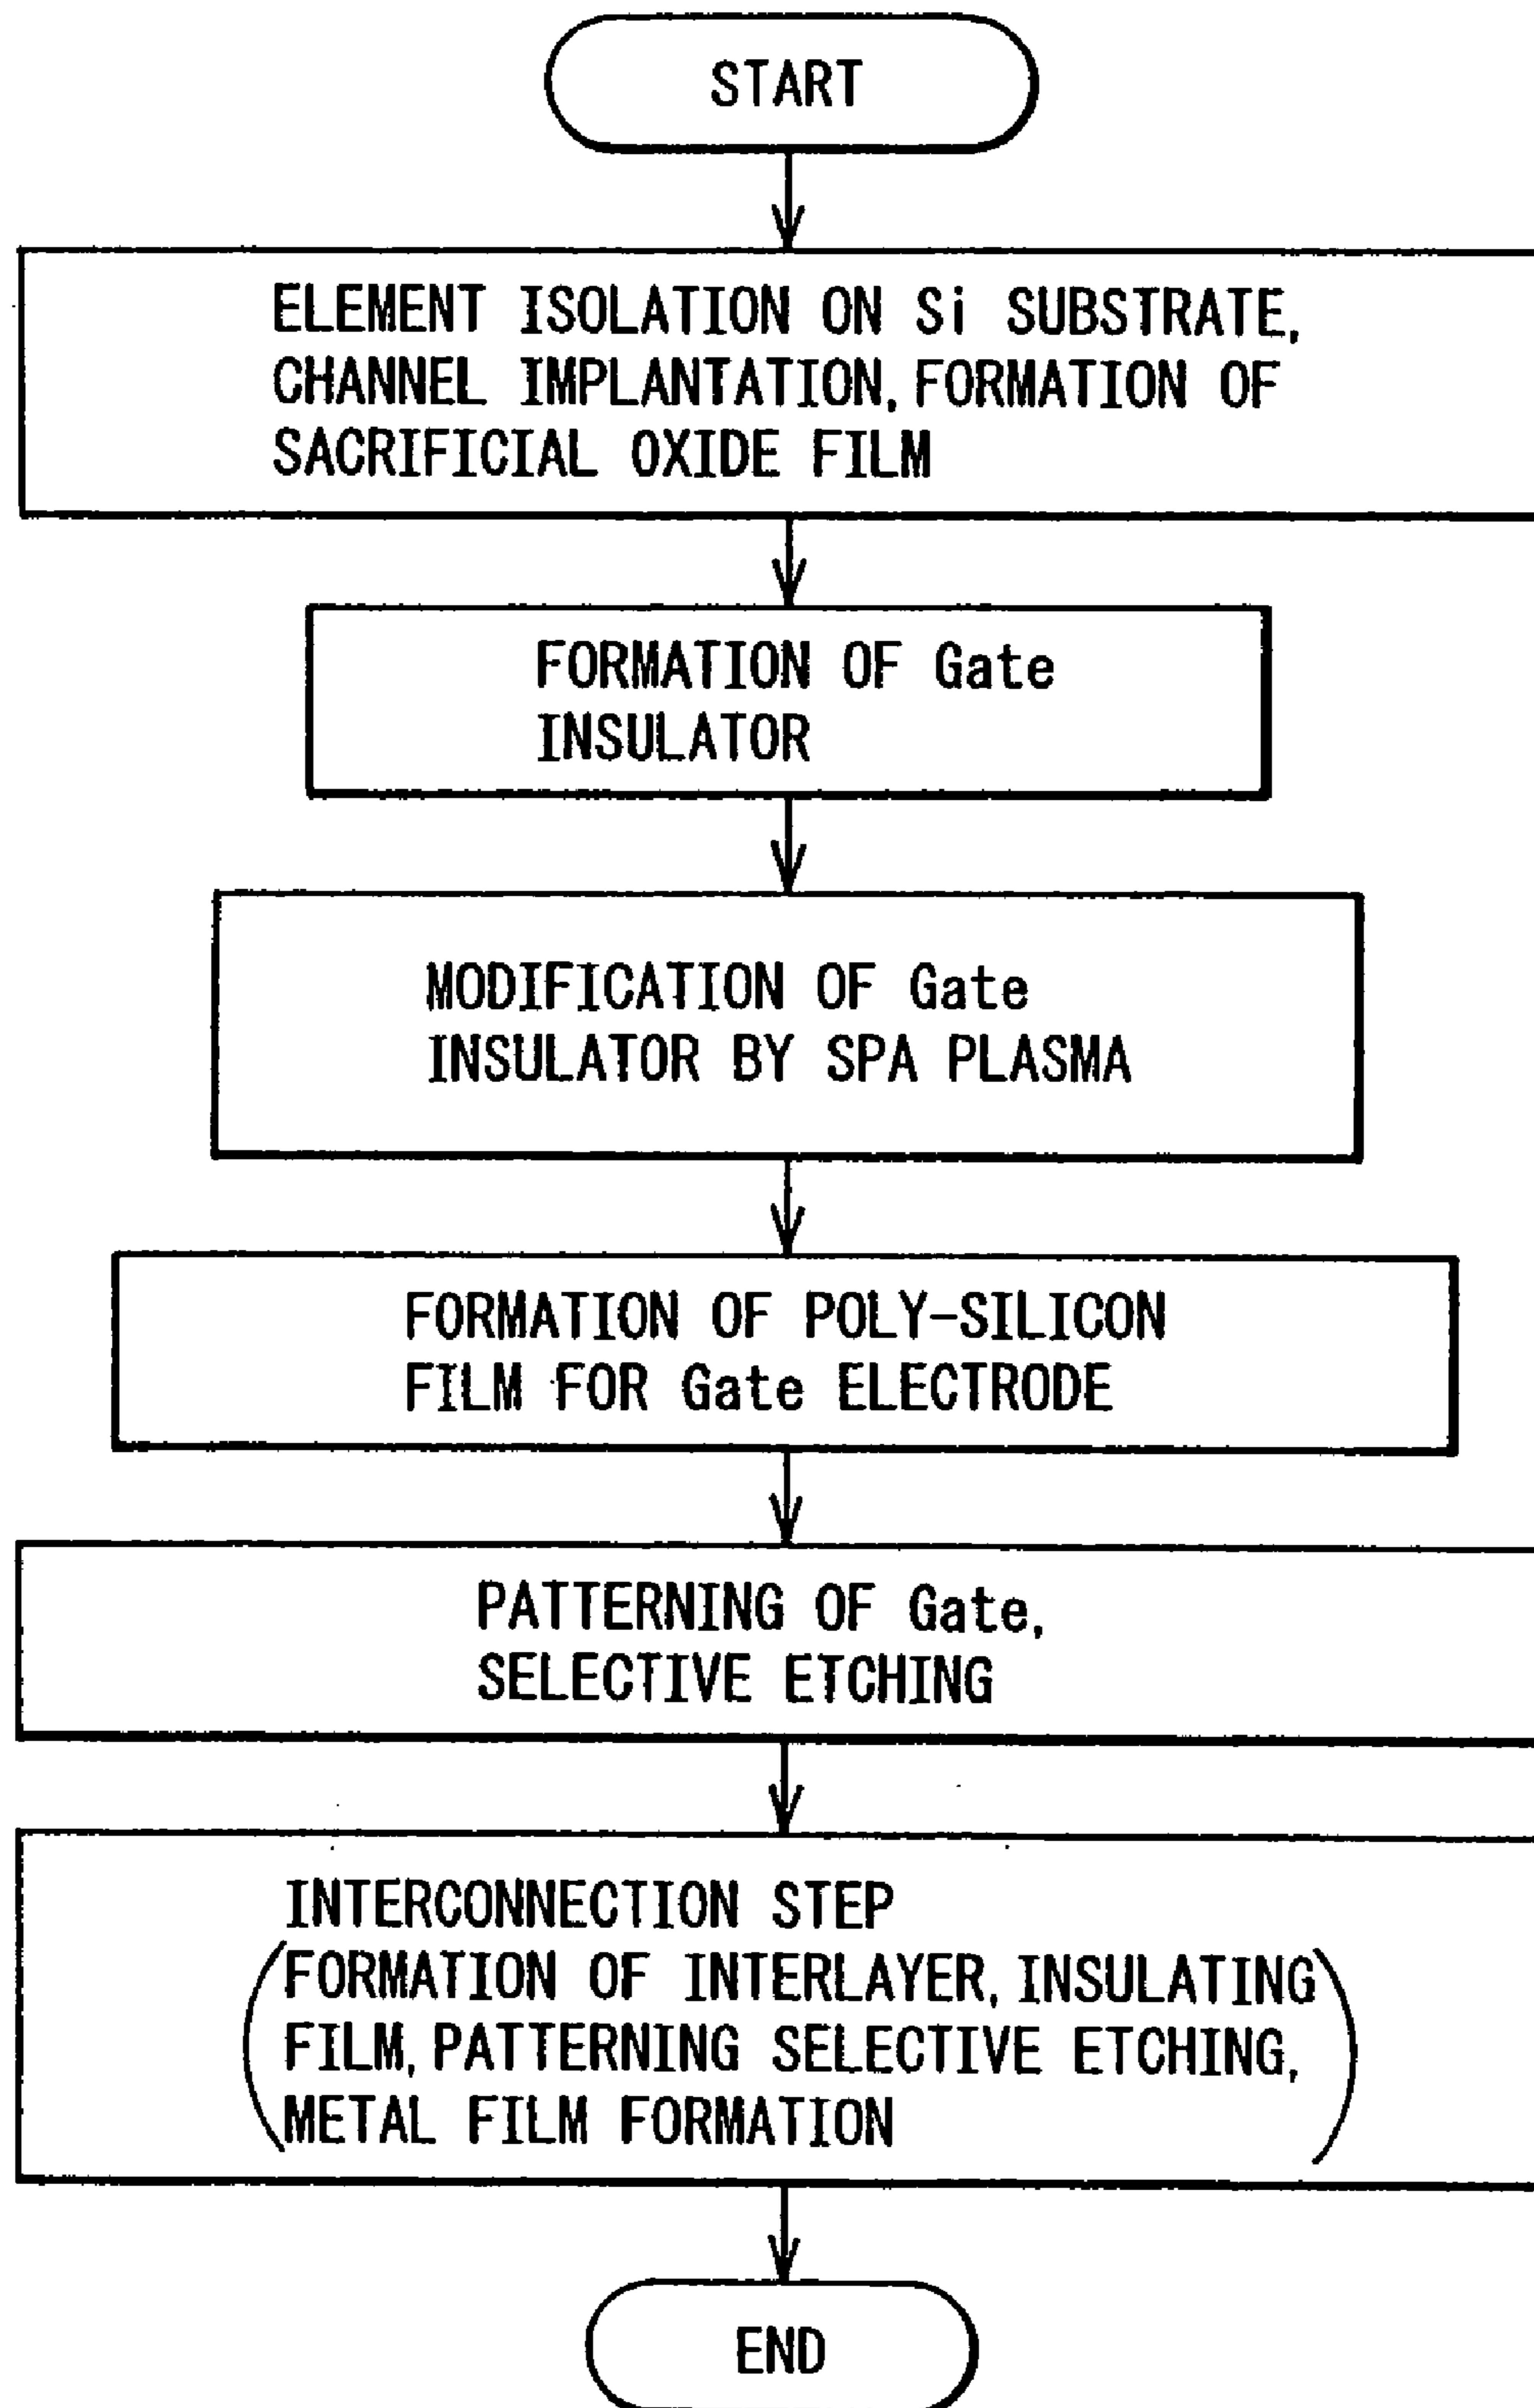 START
ELEMENT ISOLATION ON Si SUBSTRATE,
CHANNEL IMPLANTATION, FORMATION OF
SACRIFICIAL OXIDE FILM
FORMATION OF Gate
INSULATOR
MODIFICATION OF Gate
INSULATOR BY SPA PLASMA
FORMATION OF POLY-SILICON
FILM FOR Gate ELECTRODE
PATTERNING OF Gate,
SELECTIVE ETCHING
INTERCONNECTION STEP
(FORMATION OF INTERLAYER, INSULATING
FILM, PATTERNING SELECTIVE ETCHING,
METAL FILM FORMATION)
END